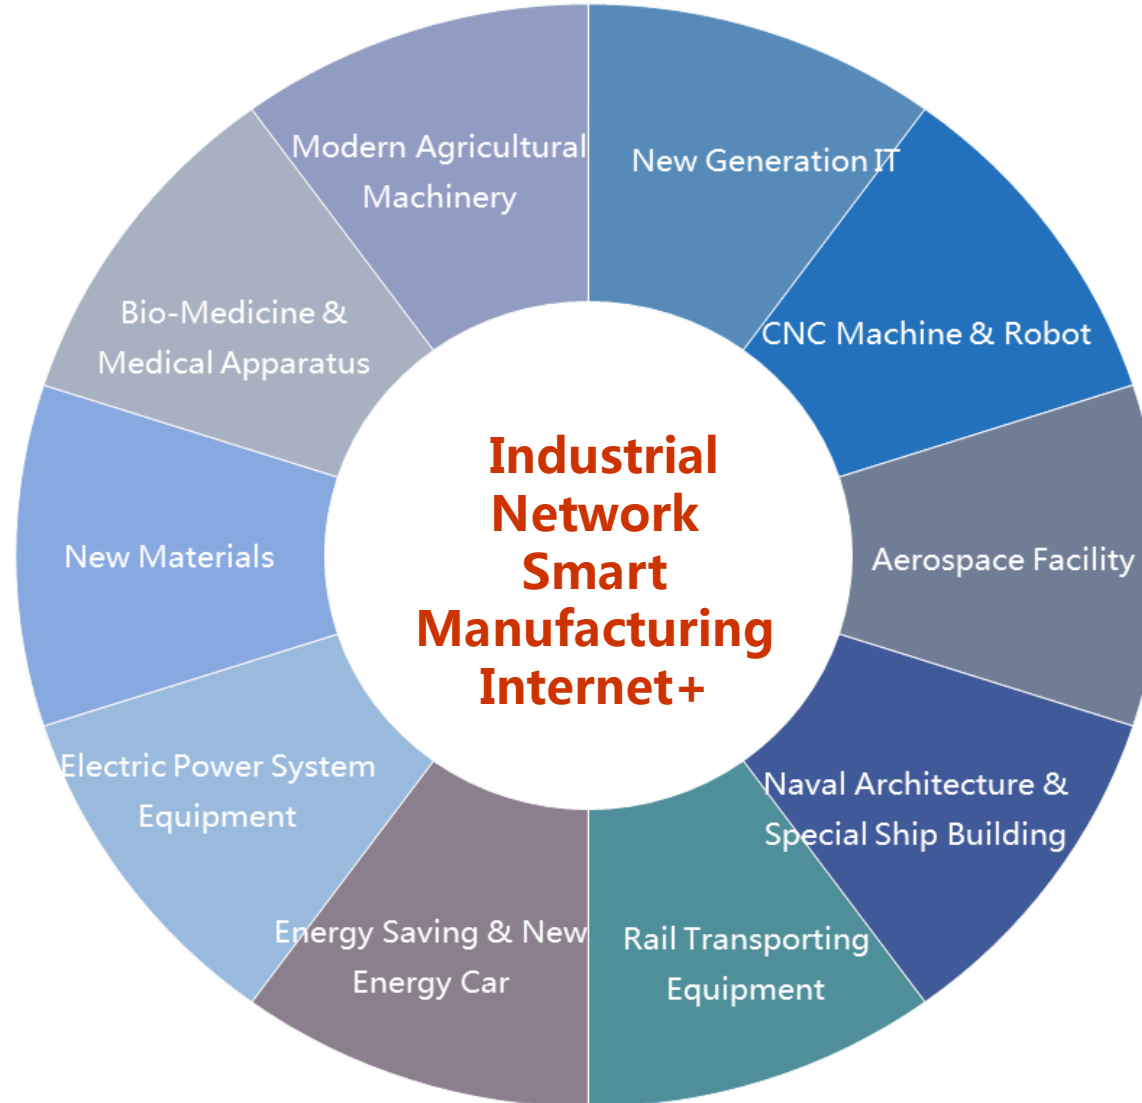 New Generation IT
CNC Machine & Robot
Aerospace Facility
Naval Architecture &
Special Ship Building
Rail Transporting
Equipment
Energy Saving & New
Energy Car
Electric Power System
Equipment
New Materials
Bio-Medicine &
Medical Apparatus
Modern Agricultural
Machinery
Industrial
Network
Smart
Manufacturing
Internet+